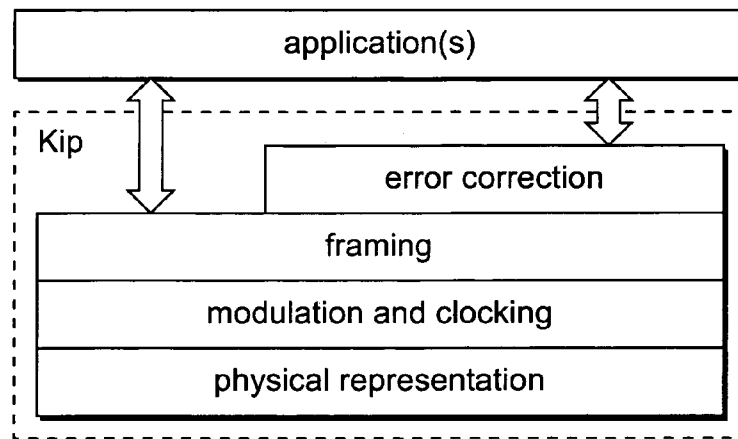 application(s)
Kip
error correction
framing
modulation and clocking
physical representation